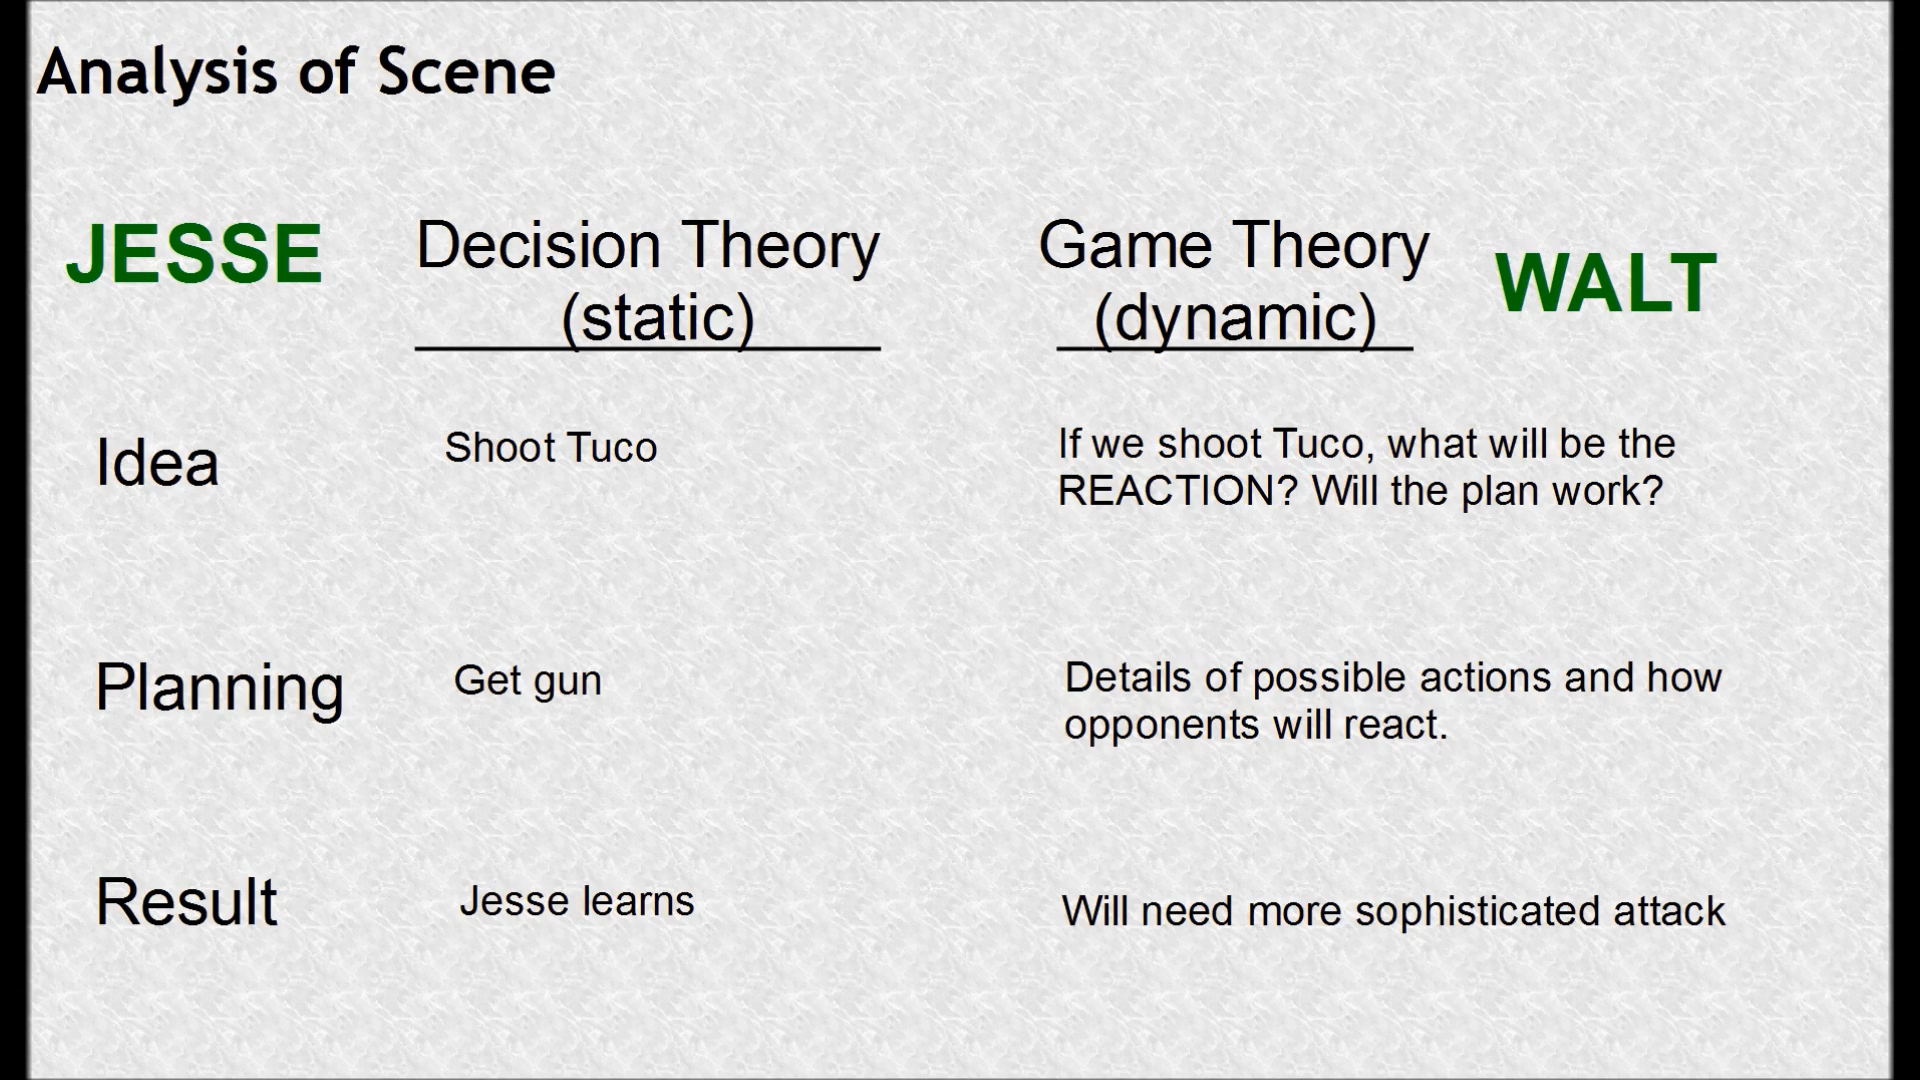 Analysis of Scene
JESSE
Decision Theory
(static)
Game Theory
(dynamic)
WALT
Idea
Shoot Tuco
If we shoot Tuco, what will be the
REACTION? Will the plan work?
Planning
Get gun
Details of possible actions and how
opponents will react.
Result
Jesse learns
Will need more sophisticated attack